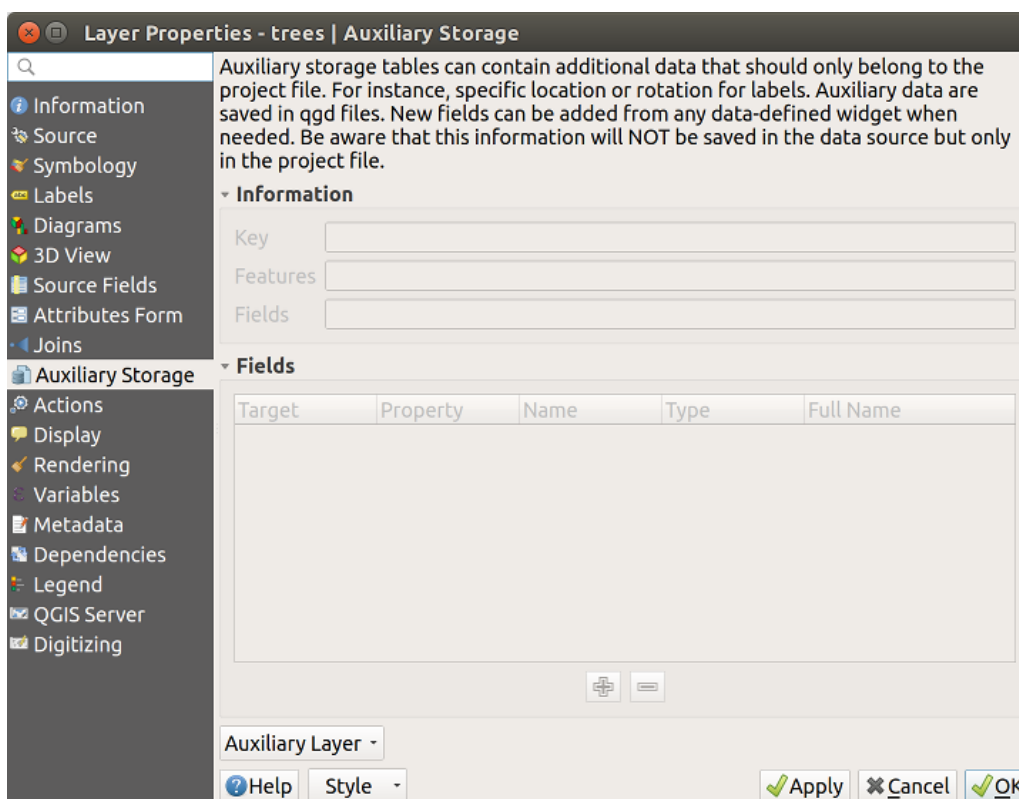 Layer Properties - trees | Auxiliary Storage
Information
Source
Symbology
Labels
Diagrams
3D View
Source Fields
Attributes Form
Joins
Auxiliary Storage
Actions
Display
Rendering
Variables
Metadata
Dependencies
Legend
QGIS Server
Digitizing
Auxiliary storage tables can contain additional data that should only belong to the
project file. For instance, specific location or rotation for labels. Auxiliary data are
saved in qgd files. New fields can be added from any data-defined widget when
needed. Be aware that this information will NOT be saved in the data source but only
in the project file.
Information
Key
Features
Fields
Fields
Target Property Name Type Full Name
Auxiliary Layer
Help Style Apply Cancel OK